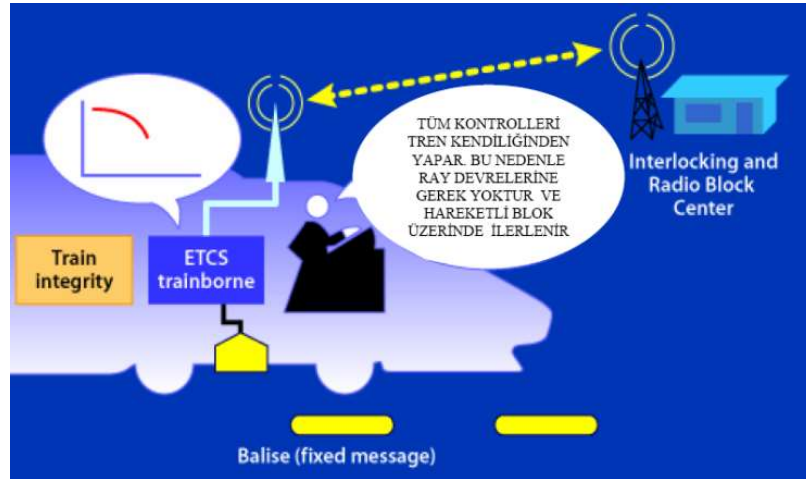 TÜM KONTROLLERİ
TREN KENDİLİĞİNDEN
YAPAR. BU NEDENLE
RAY DEVRELERİNE
GEREK YOKTUR  VE
HAREKETLİ BLOK
ÜZERİNDE  İLERLENİR
Interlocking and
Radio Block
Center
Train
integrity
ETCS
trainborne
Balise (fixed message)